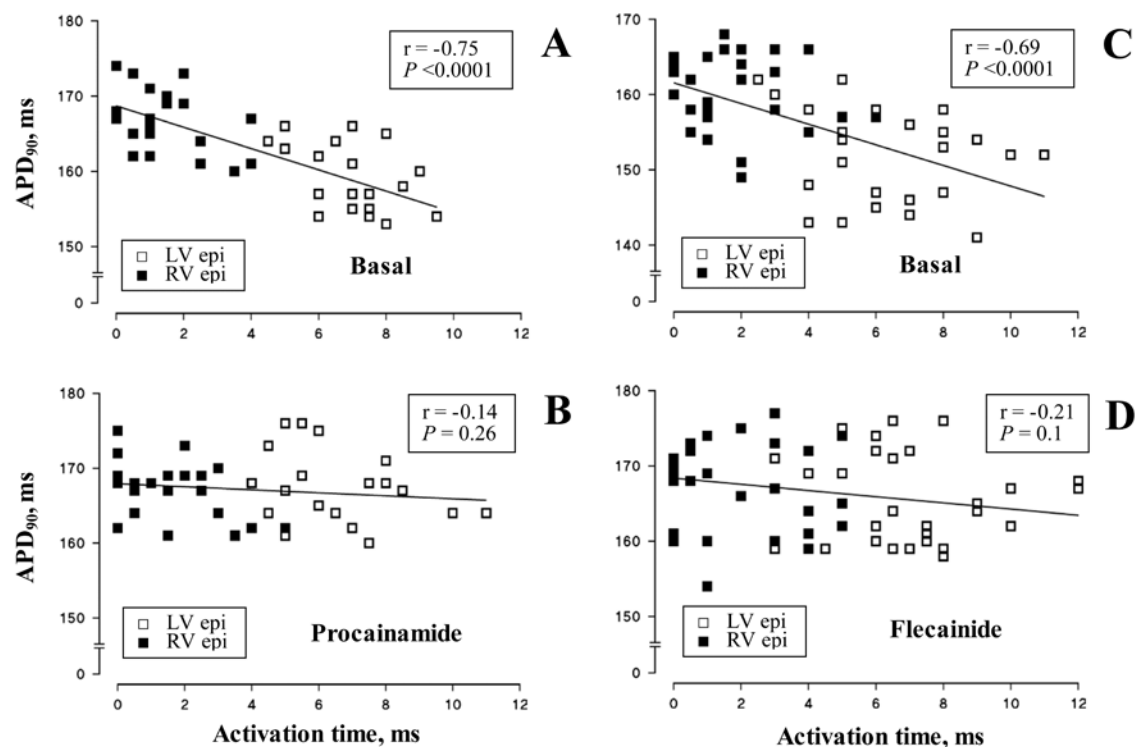 180
170
160
150
0
APD90, ms
r = -0.75
P <0.0001
A
LV epi
RV epi
Basal
0 2 4 6 8 10 12
170
160
150
140
0
r = -0.69
P <0.0001
C
LV epi
RV epi
Basal
0 2 4 6 8 10 12
180
170
160
150
0
APD90, ms
r = -0.14
P = 0.26
B
LV epi
RV epi
Procainamide
0 2 4 6 8 10 12
Activation time, ms
180
170
160
150
0
r = -0.21
P = 0.1
D
LV epi
RV epi
Flecainide
0 2 4 6 8 10 12
Activation time, ms